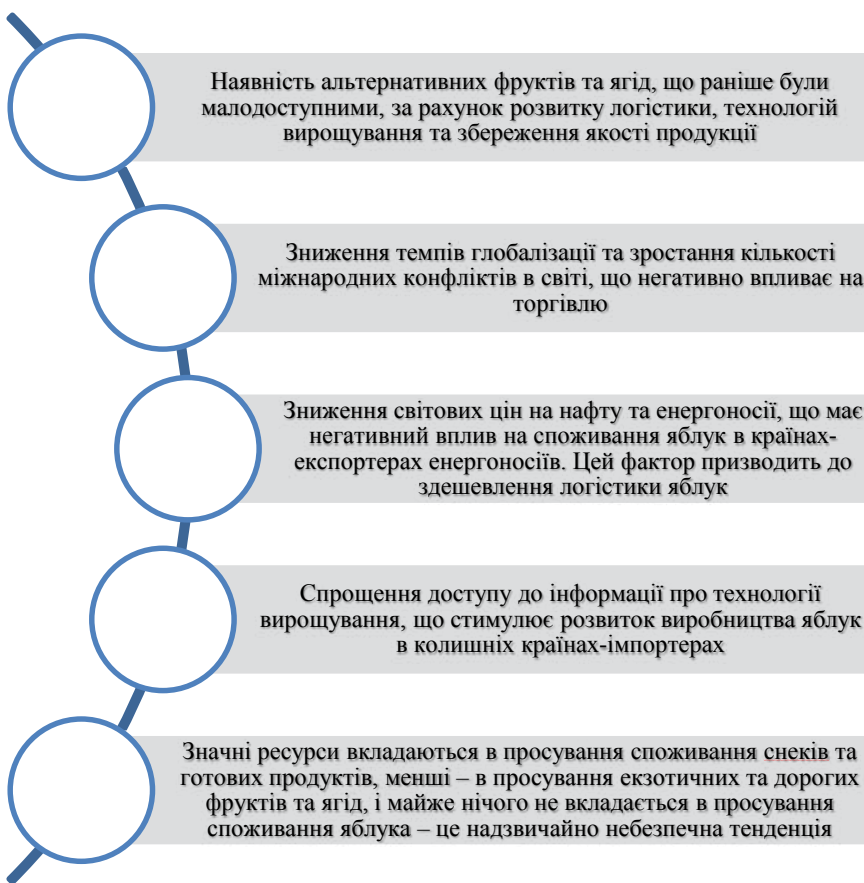 Наявність альтернативних фруктів та ягід, що раніше були
малодоступними, за рахунок розвитку логістики, технологій
вирощування та збереження якості продукції
Зниження темпів глобалізації та зростання кількості
міжнародних конфліктів в світі, що негативно впливає на
торгівлю
Зниження світових цін на нафту та енергоносії, що має
негативний вплив на споживання яблук в країнах-
експортерах енергоносіїв. Цей фактор призводить до
здешевлення логістики яблук
Спрощення доступу до інформації про технології
вирощування, що стимулює розвиток виробництва яблук
в колишніх країнах-імпортерах
Значні ресурси вкладаються в просування споживання снеків та
готових продуктів, менші – в просування екзотичних та дорогих
фруктів та ягід, і майже нічого не вкладається в просування
споживання яблука – це надзвичайно небезпечна тенденція